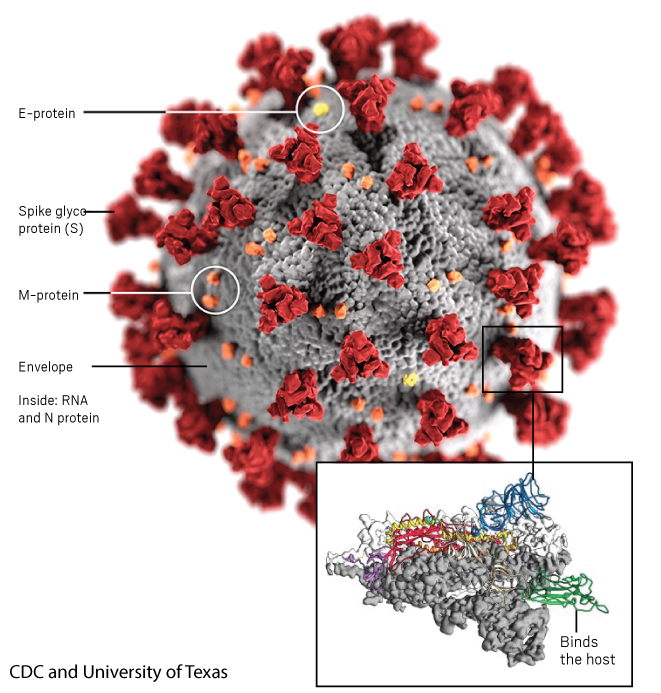 E-protein
Spike glyco
protein (S)
M-protein
Envelope
Inside: RNA
and N protein
Binds
the host
CDC and University of Texas